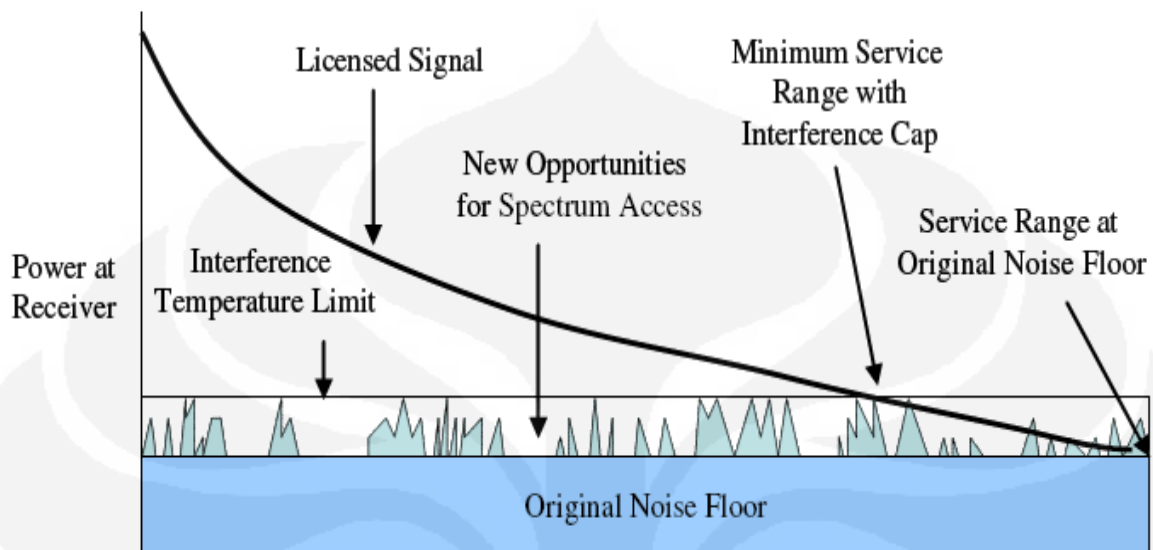 Licensed Signal
Minimum Service
Range with
Interference Cap
New Opportunities
for Spectrum Access
Service Range at
Original Noise Floor
Power at
Receiver
Interference
Temperature Limit
Original Noise Floor